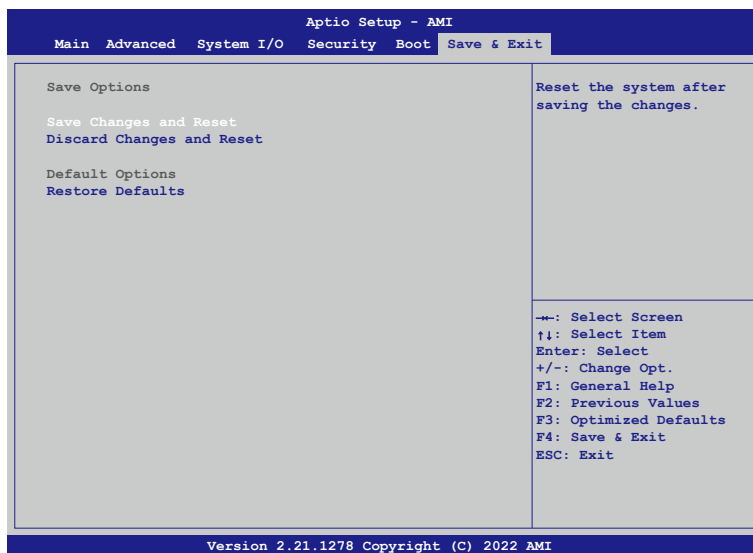 Aptio Setup - AMI
Main Advanced System I/O Security Boot Save & Exit
Save Options
Save Changes and Reset
Discard Changes and Reset
Default Options
Restore Defaults
Reset the system after
saving the changes.
→←: Select Screen
↑↓: Select Item
Enter: Select
+/-: Change Opt.
F1: General Help
F2: Previous Values
F3: Optimized Defaults
F4: Save & Exit
ESC: Exit
Version 2.21.1278 Copyright (C) 2022 AMI